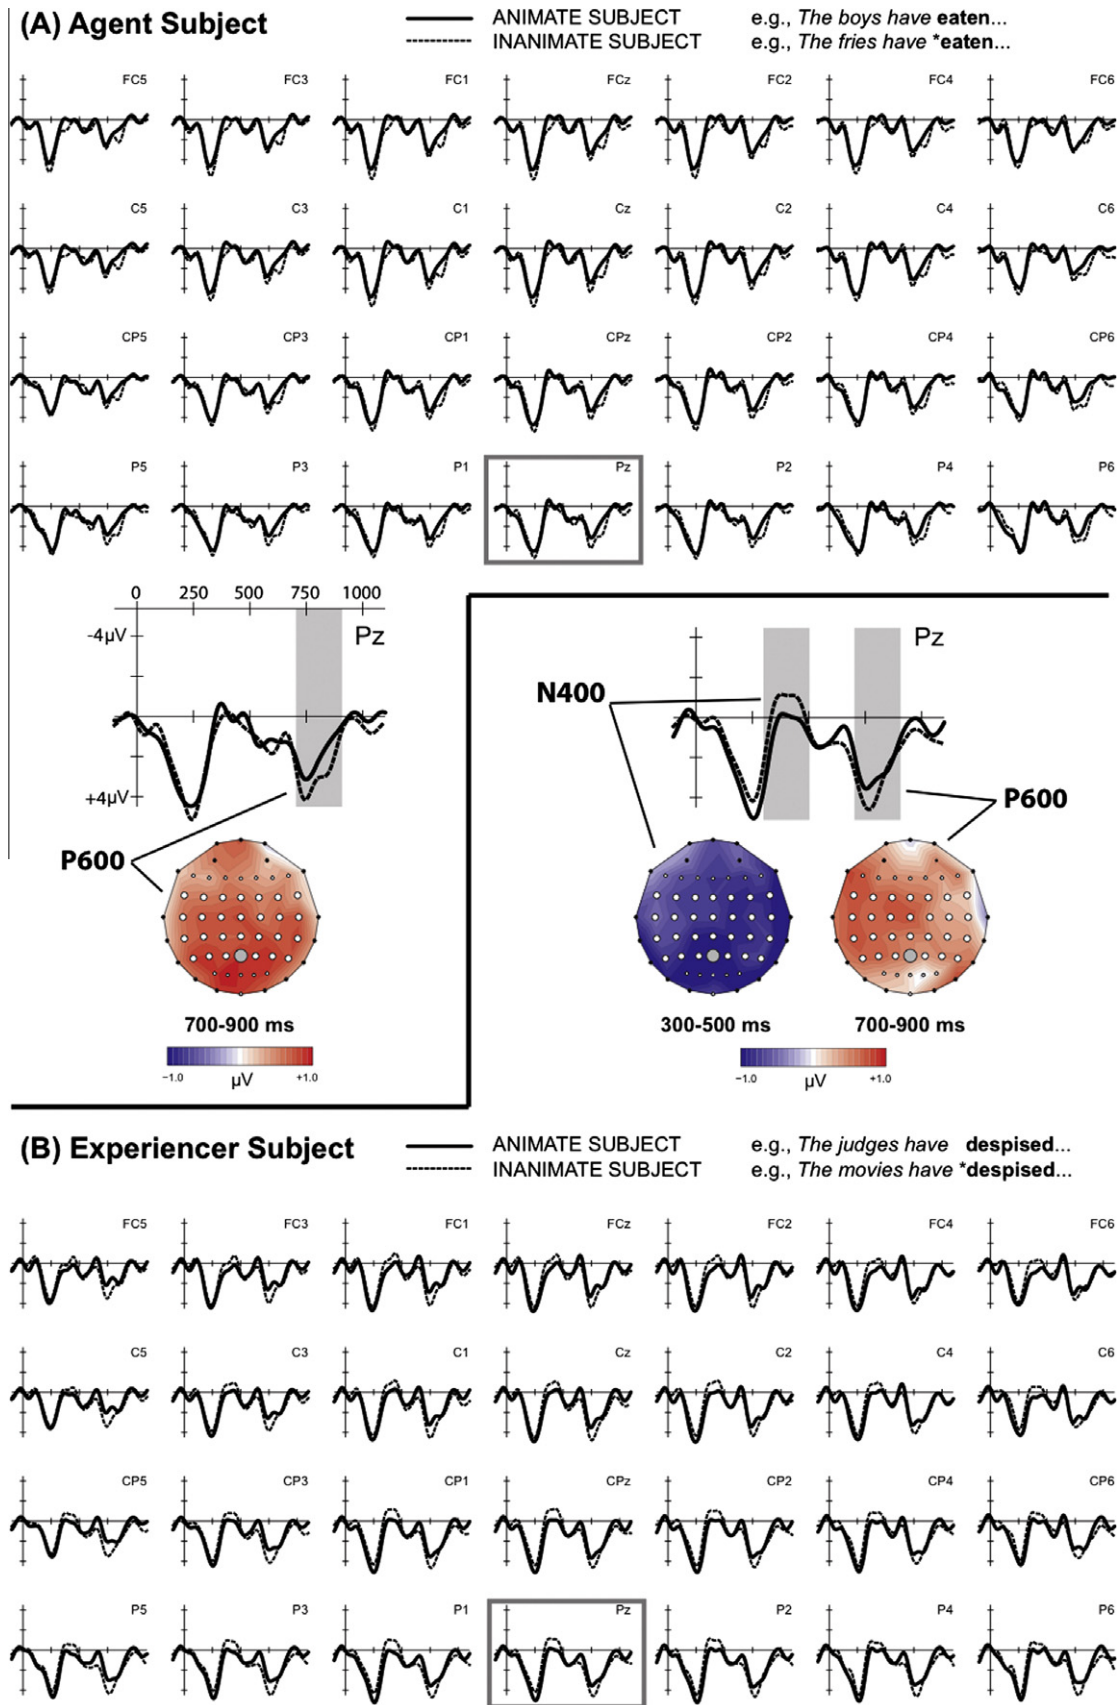 (A) Agent Subject
ANIMATE SUBJECT e.g., The boys have eaten...
INANIMATE SUBJECT e.g., The fries have *eaten...
FC5 FC3 FC1 FCz FC2 FC4 FC6
C5 C3 C1 Cz C2 C4 C6
CP5 CP3 CP1 CPz CP2 CP4 CP6
P5 P3 P1 Pz P2 P4 P6
0 250 500 750 1000
-4µV
Pz
+4µV
P600
700-900 ms
−1.0 µV +1.0
Pz
N400
P600
300-500 ms 700-900 ms
−1.0 µV +1.0
(B) Experiencer Subject
ANIMATE SUBJECT e.g., The judges have despised...
INANIMATE SUBJECT e.g., The movies have *despised...
FC5 FC3 FC1 FCz FC2 FC4 FC6
C5 C3 C1 Cz C2 C4 C6
CP5 CP3 CP1 CPz CP2 CP4 CP6
P5 P3 P1 Pz P2 P4 P6